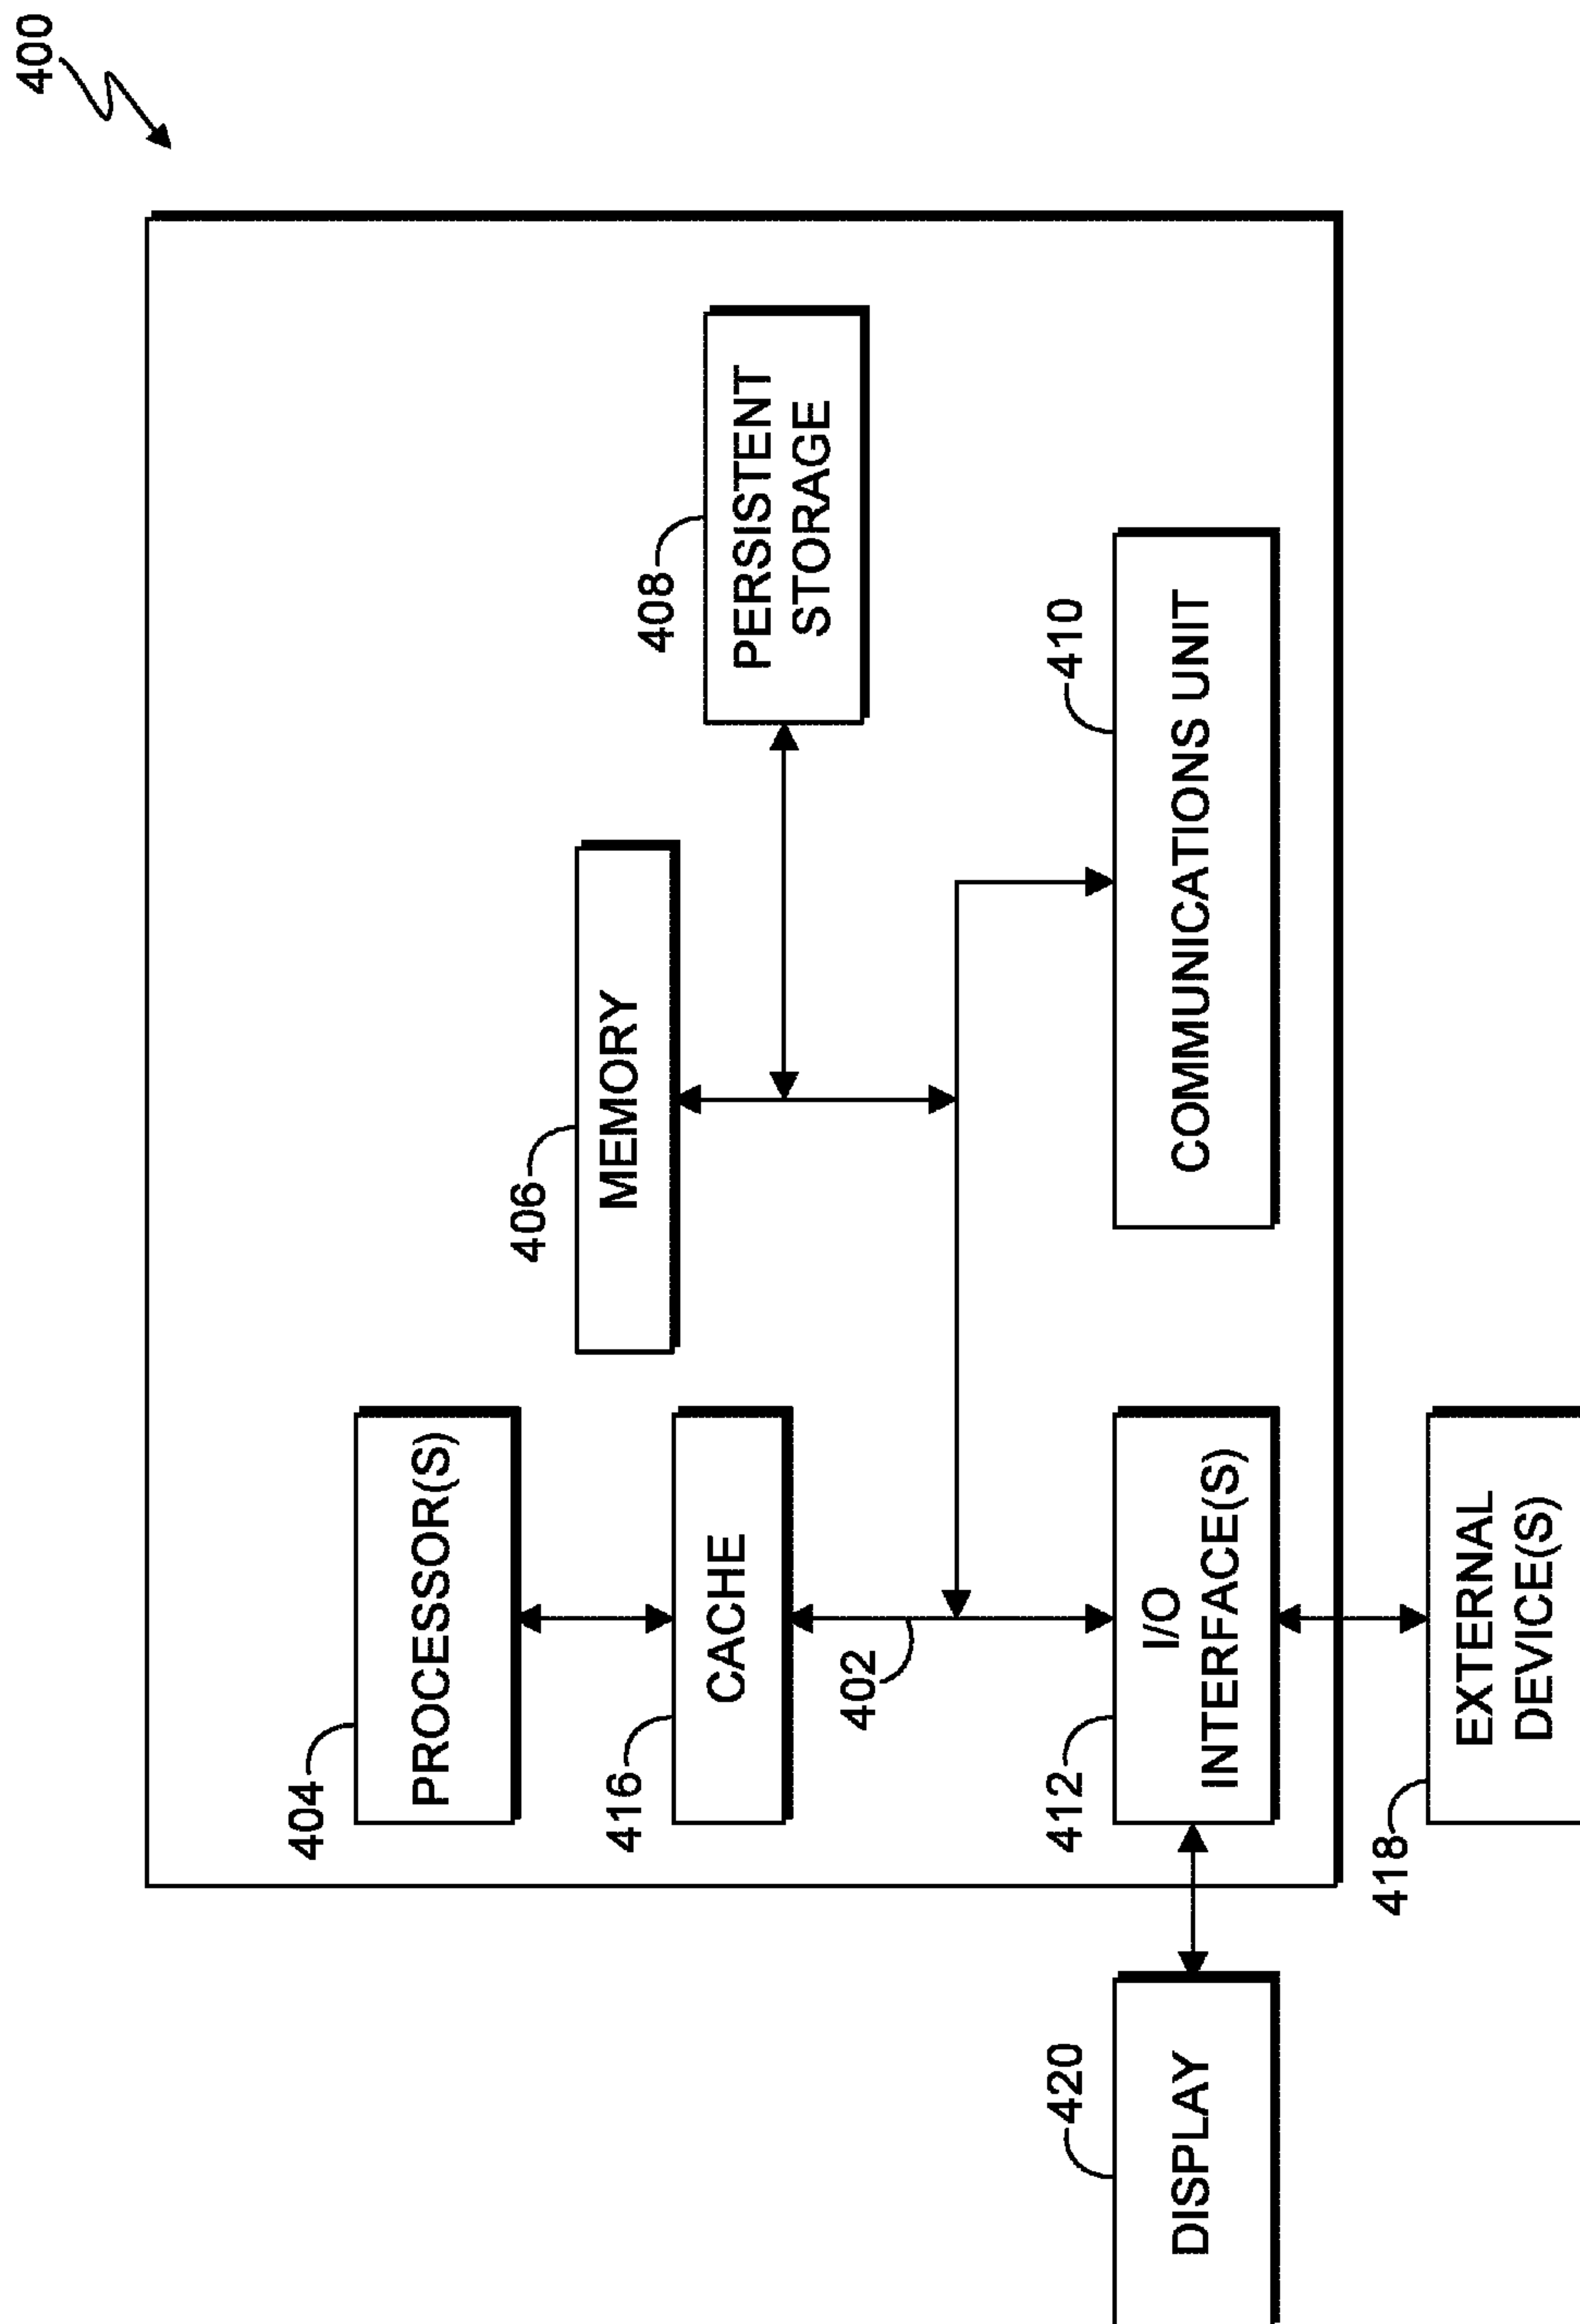 400
404
PROCESSOR(S)
406
MEMORY
416
CACHE
408
PERSISTENT
STORAGE
402
420
DISPLAY
412
I/O
INTERFACE(S)
410
COMMUNICATIONS UNIT
418
EXTERNAL
DEVICE(S)